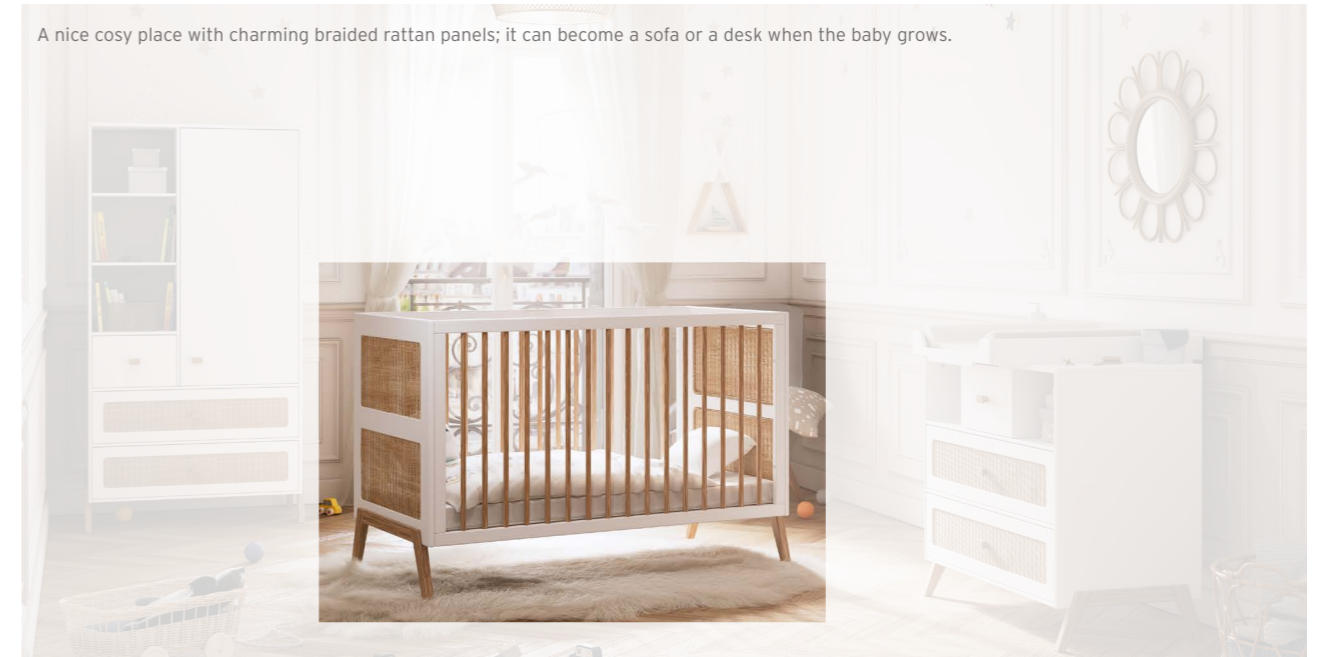 A nice cosy place with charming braided rattan panels; it can become a sofa or a desk when the baby grows.